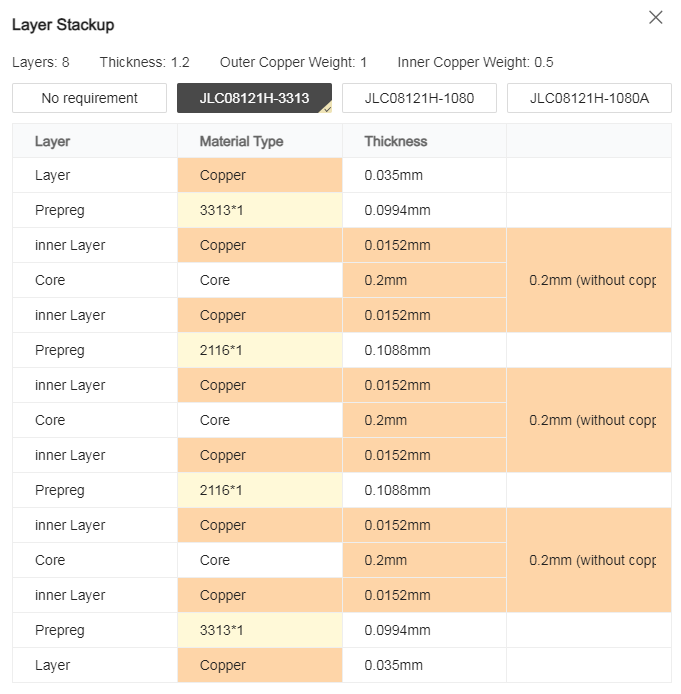 Layer Stackup
Layers: 8 Thickness: 1.2 Outer Copper Weight: 1 Inner Copper Weight: 0.5
No requirement JLC08121H-3313 JLC08121H-1080 JLC08121H-1080A
Layer Material Type Thickness
Layer Copper 0.035mm
Prepreg 3313*1 0.0994mm
inner Layer Copper 0.0152mm
Core Core 0.2mm 0.2mm (without copp
inner Layer Copper 0.0152mm
Prepreg 2116*1 0.1088mm
inner Layer Copper 0.0152mm
Core Core 0.2mm 0.2mm (without copp
inner Layer Copper 0.0152mm
Prepreg 2116*1 0.1088mm
inner Layer Copper 0.0152mm
Core Core 0.2mm 0.2mm (without copp
inner Layer Copper 0.0152mm
Prepreg 3313*1 0.0994mm
Layer Copper 0.035mm